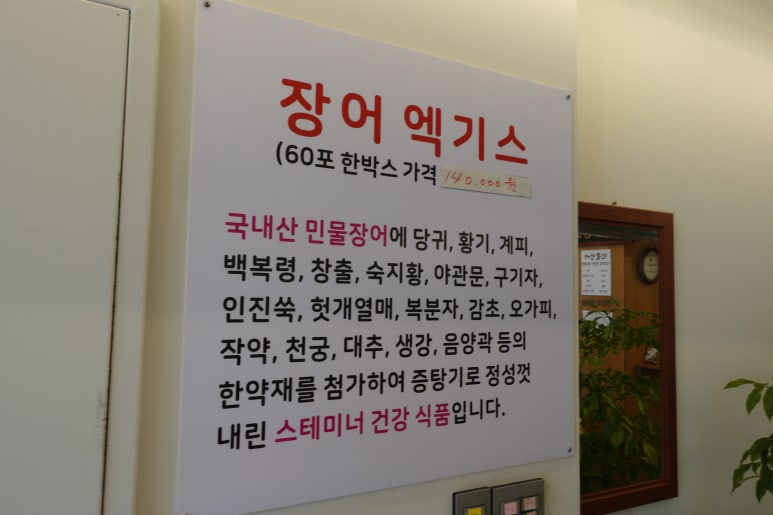 장어 엑기스
(60포 한박스 가격 140.000원
국내산 민물장어에 당귀, 황기, 계피,
백복령, 창출, 숙지황, 야관문, 구기자,
인진쑥, 헛개열매, 복분자, 감초, 오가피,
작약, 천궁, 대추, 생강, 음양곽 등의
한약재를 첨가하여 증탕기로 정성껏
내린 스테미너 건강 식품입니다.